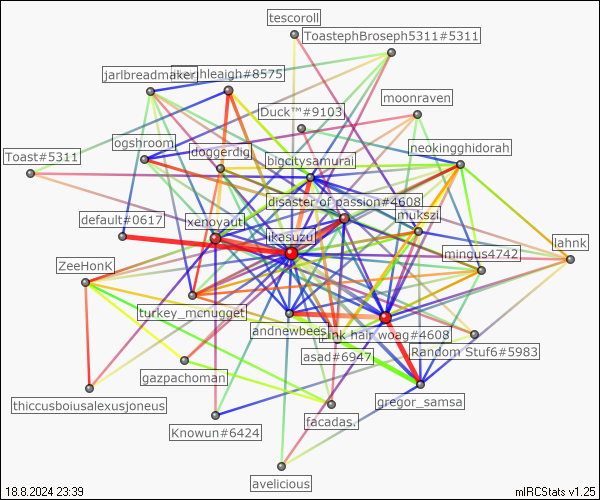 tescoroll
ToastephBroseph5311#5311
jarlbreadmaker
hleigh#8575
moonraven
Duck™#9103
ogshroom
neokingghidorah
Toast#5311
doggerdig
bigcitysamurai
disaster of passion#4608
default#0617
xenoyaut
mukszi
ikasuzu
lahnk
mingus4742
ZeeHonK
turkey_mcnugget
andnewbees
pink hair woag#4608
Random Stuf6#5983
asad#6947
gazpachoman
thiccusboiusalexusjoneus
gregor_samsa
facadas.
Knowun#6424
avelicious
18.8.2024 23:39
mIRCStats v1.25